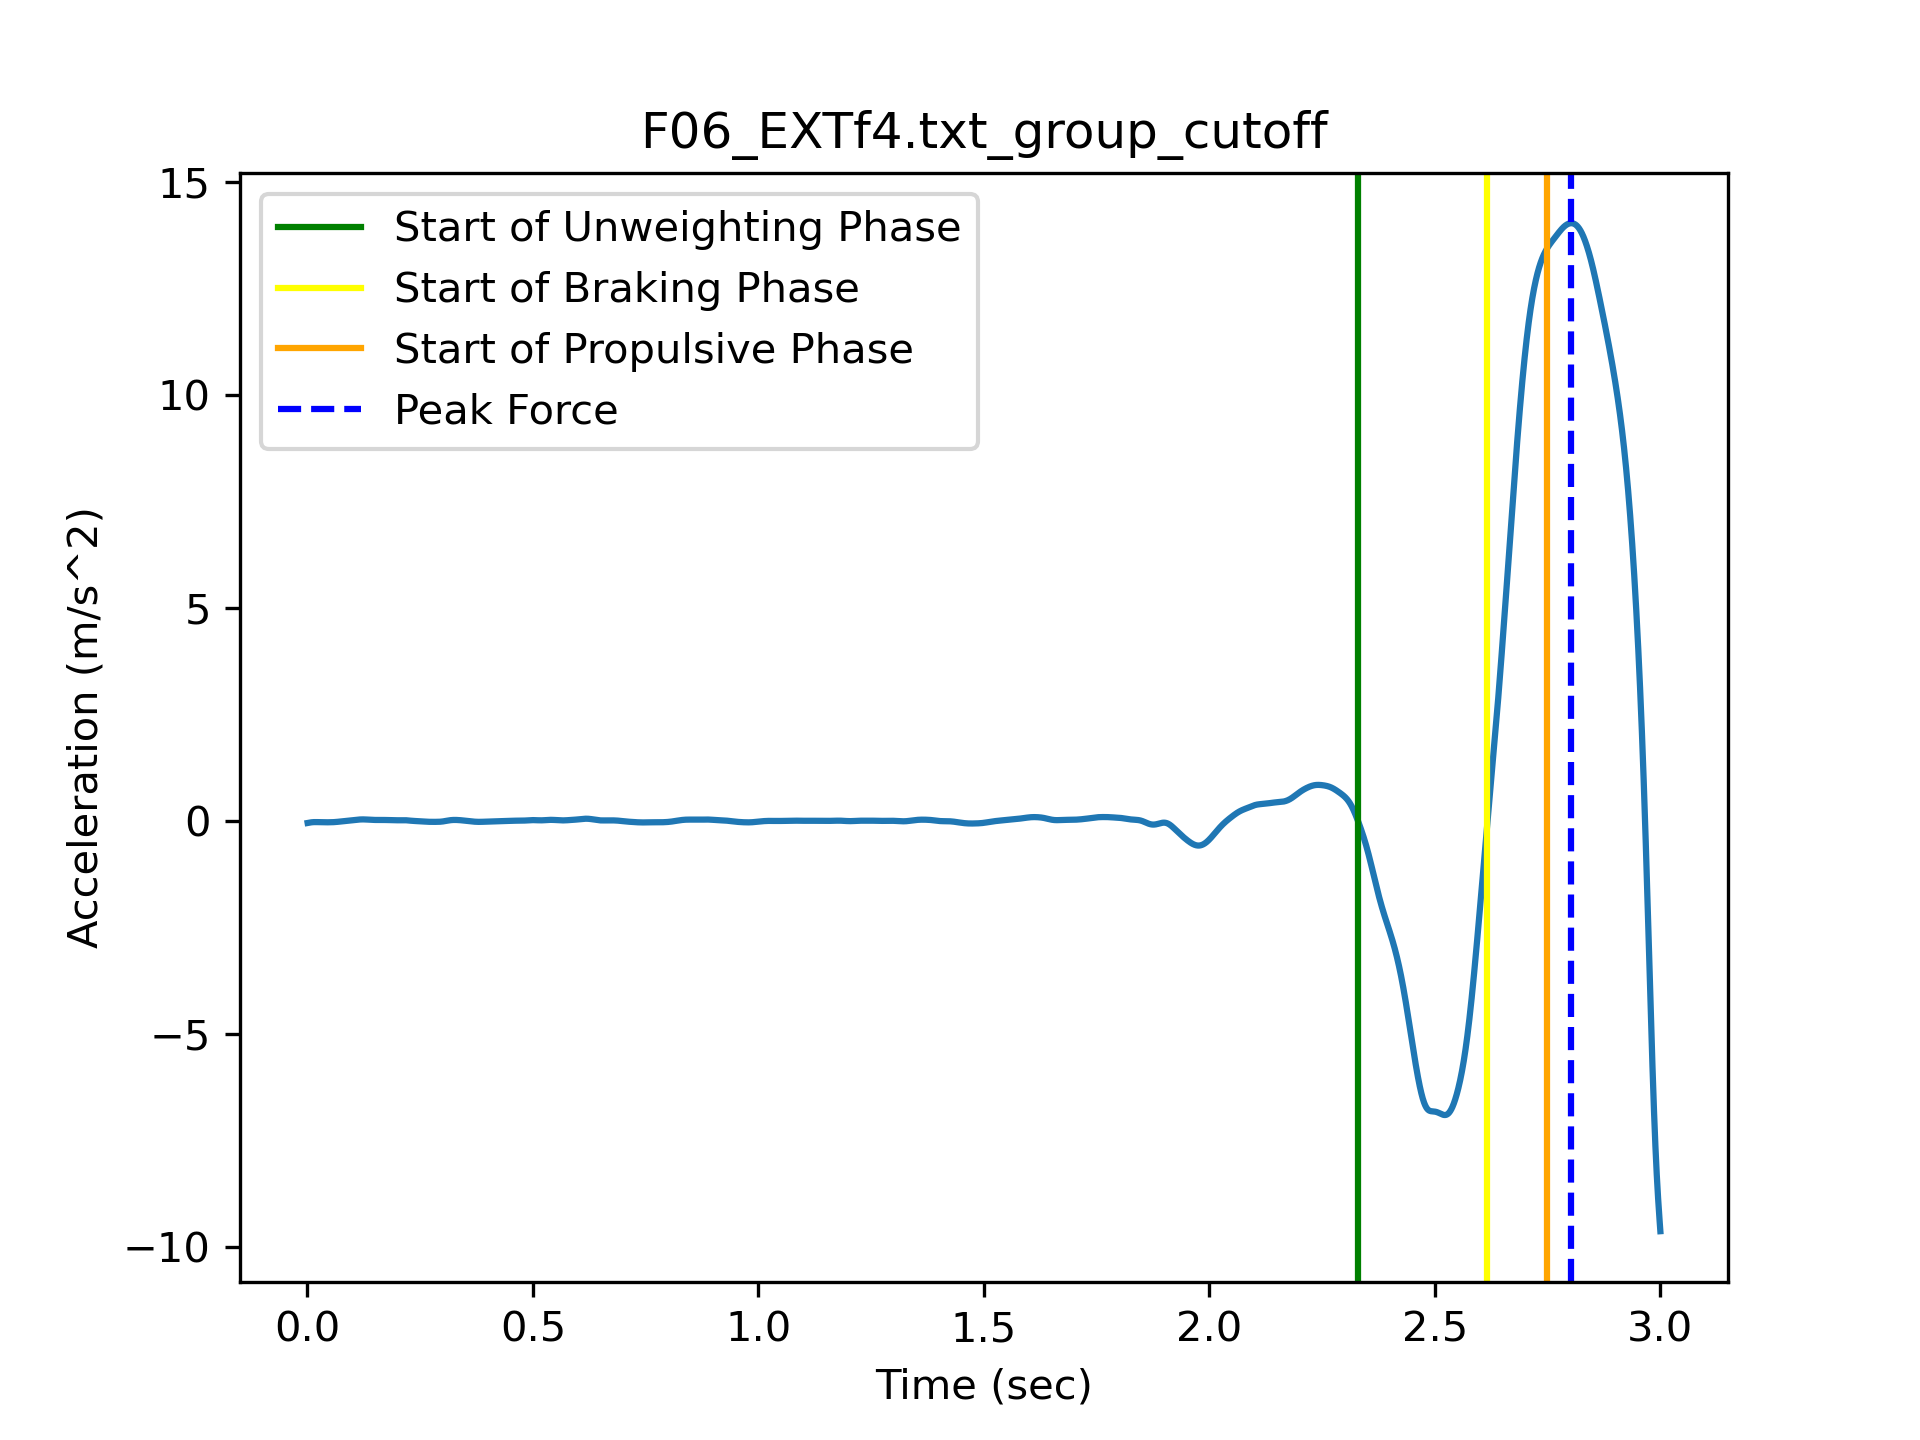 F06_EXTf4.txt_group_cutoff
15
10
5
0
−5
−10
Acceleration (m/s^2)
Start of Unweighting Phase
Start of Braking Phase
Start of Propulsive Phase
Peak Force
0.0 0.5 1.0 1.5 2.0 2.5 3.0
Time (sec)